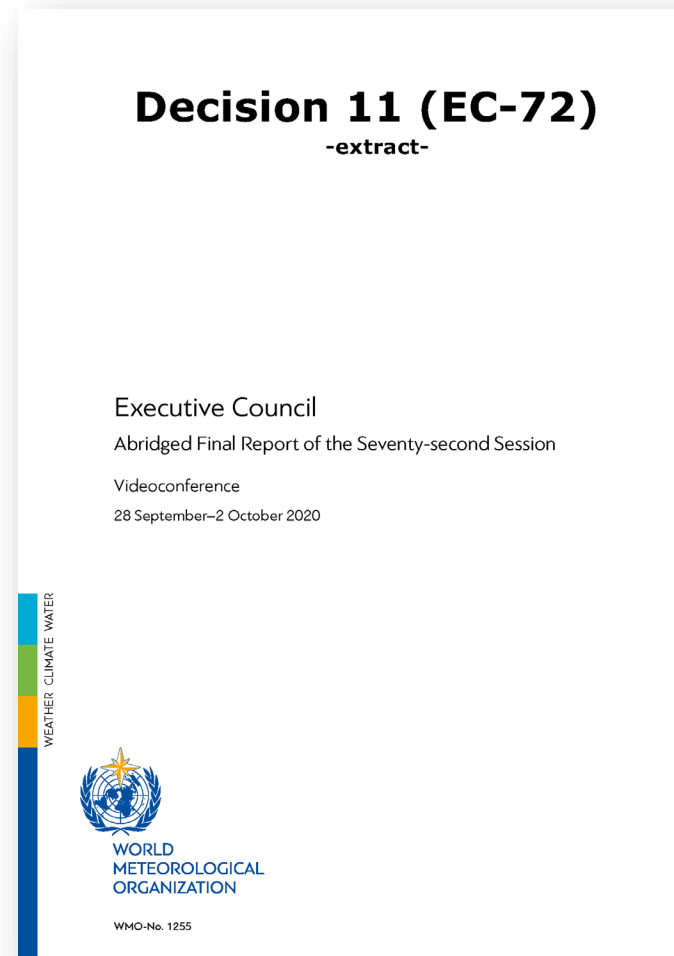 Decision 11 (EC-72)
-extract-
Executive Council
Abridged Final Report of the Seventy-second Session
Videoconference
28 September–2 October 2020
WEATHER CLIMATE WATER
WORLD
METEOROLOGICAL
ORGANIZATION
WMO-No. 1255